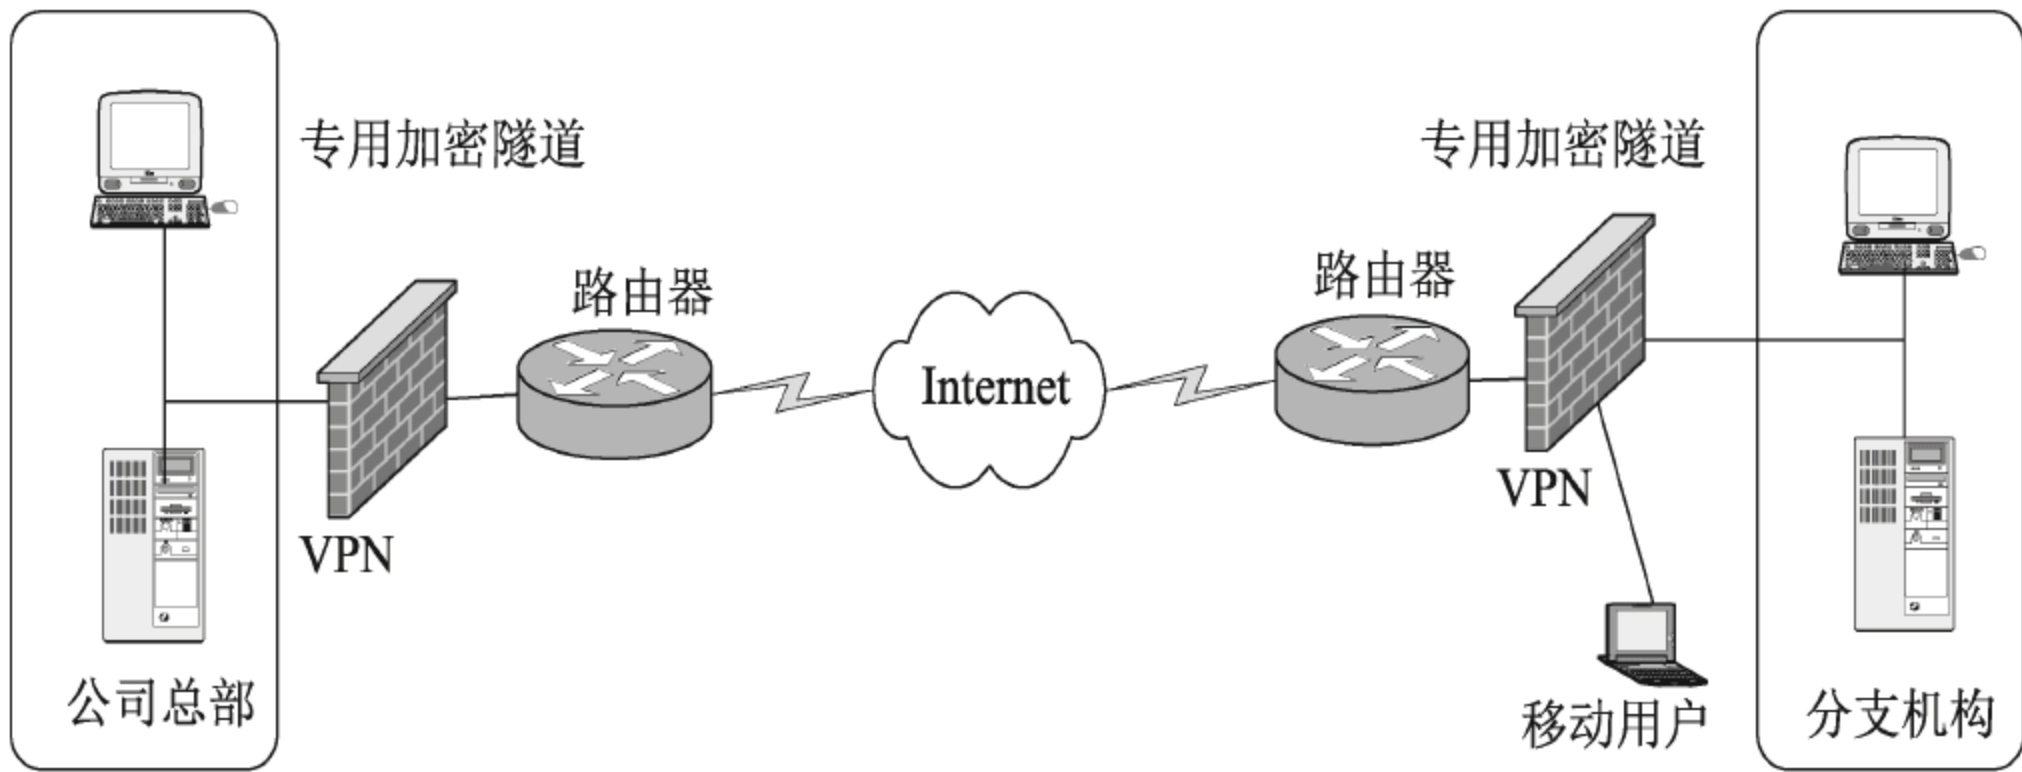 专用加密隧道
专用加密隧道
路由器
路由器
Internet
VPN
VPN
公司总部
移动用户
分支机构